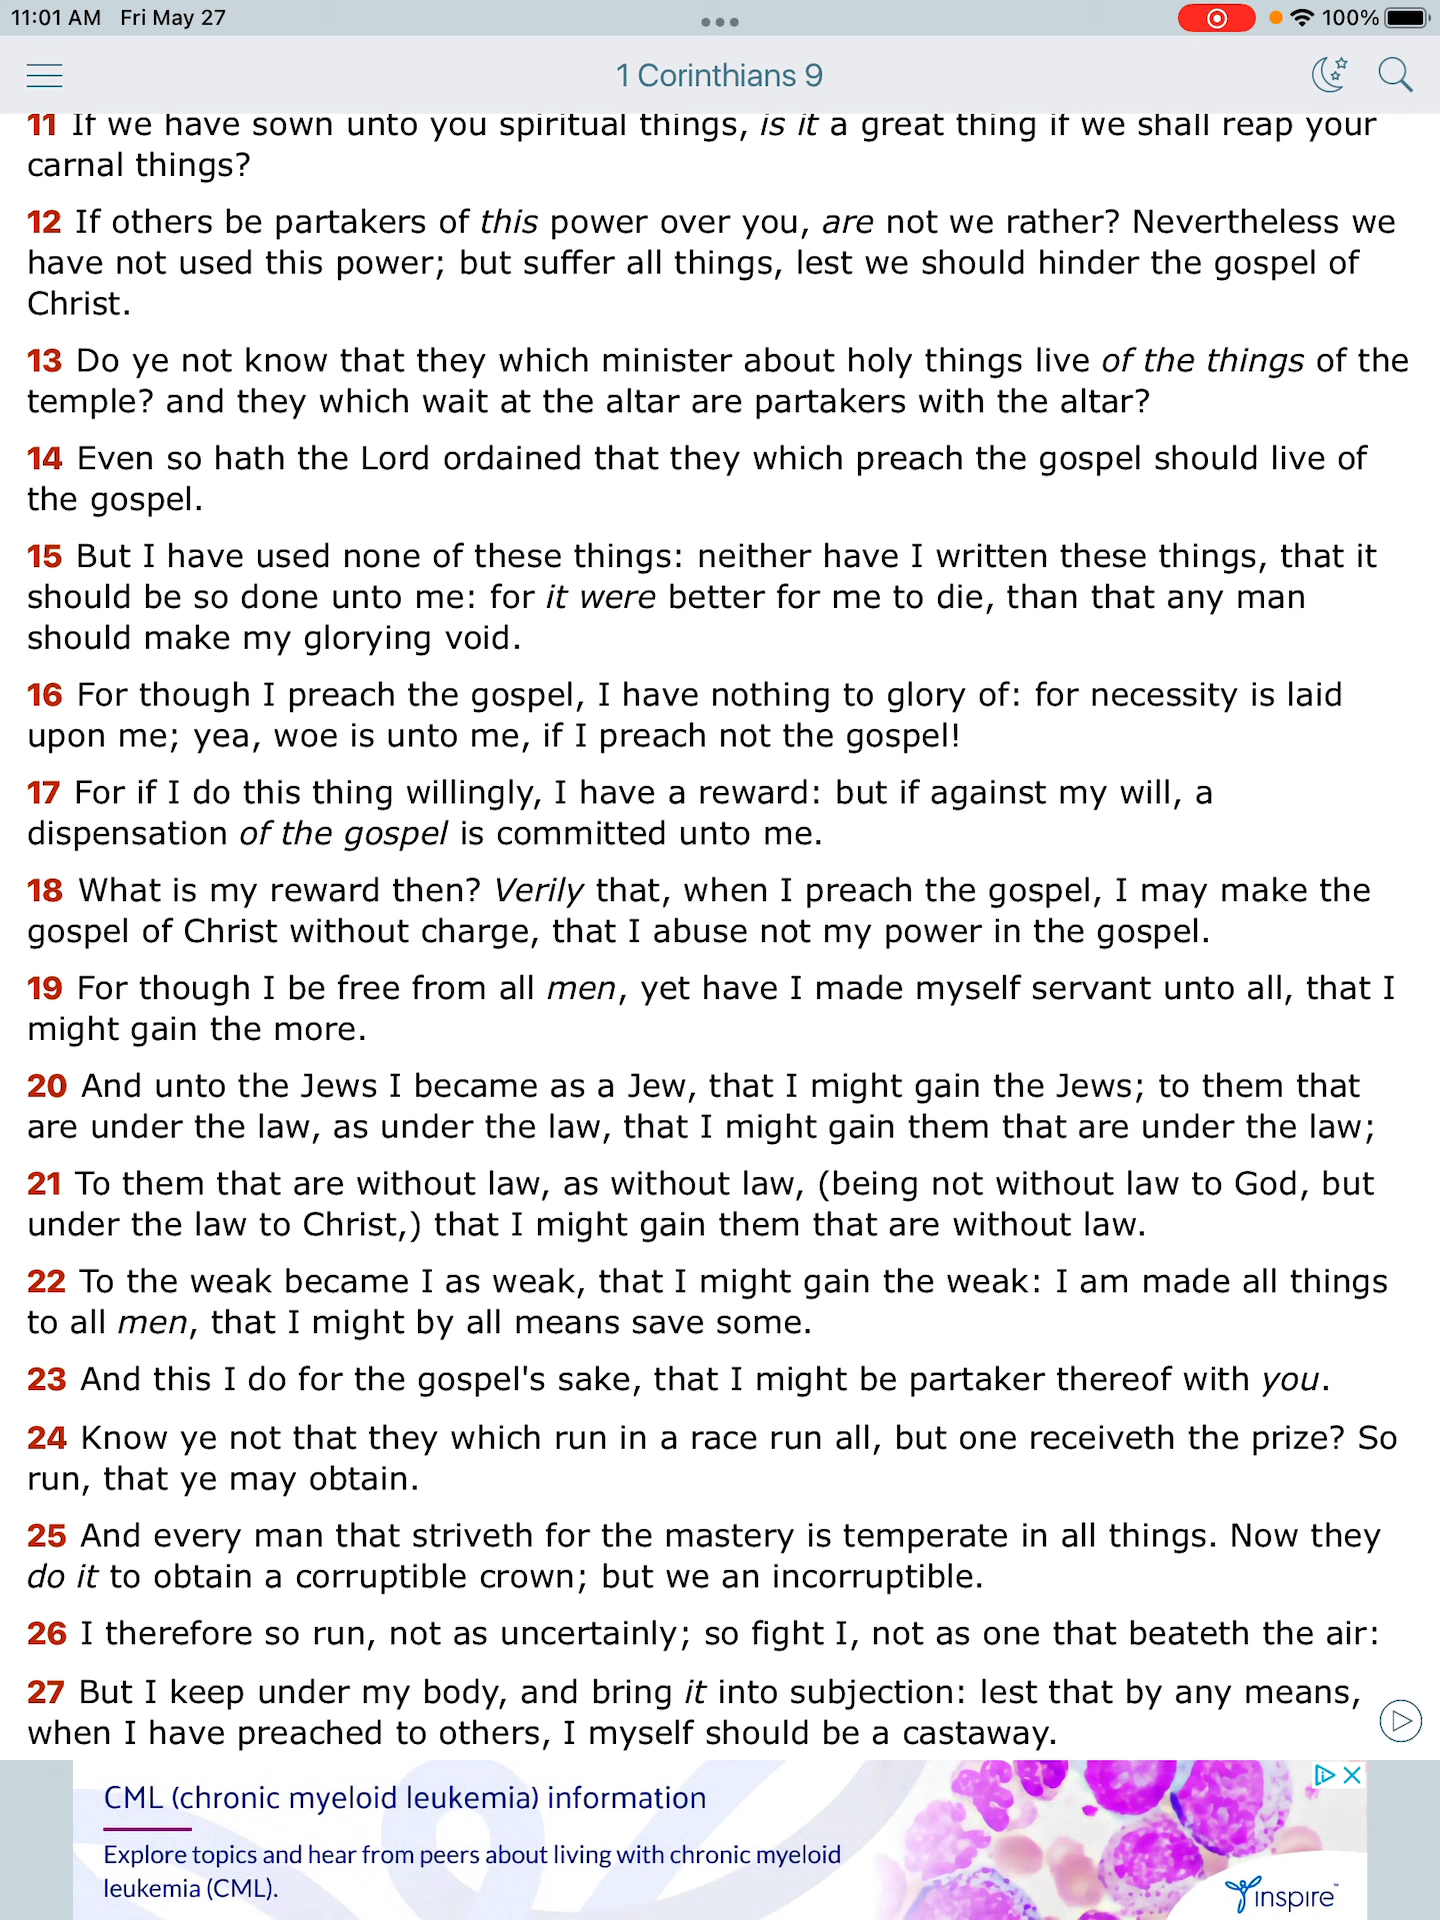 11:01 AM Fri May 27
100%
1 Corinthians 9
11 If we have sown unto you spiritual things, is it a great thing if we shall reap your
carnal things?
12 If others be partakers of this power over you, are not we rather? Nevertheless we
have not used this power; but suffer all things, lest we should hinder the gospel of
Christ.
13 Do ye not know that they which minister about holy things live of the things of the
temple? and they which wait at the altar are partakers with the altar?
14 Even so hath the Lord ordained that they which preach the gospel should live of
the gospel.
15 But I have used none of these things: neither have I written these things, that it
should be so done unto me: for it were better for me to die, than that any man
should make my glorying void.
16 For though I preach the gospel, I have nothing to glory of: for necessity is laid
upon me; yea, woe is unto me, if I preach not the gospel!
17 For if I do this thing willingly, I have a reward: but if against my will, a
dispensation of the gospel is committed unto me.
18 What is my reward then? Verily that, when I preach the gospel, I may make the
gospel of Christ without charge, that I abuse not my power in the gospel.
19 For though I be free from all men, yet have I made myself servant unto all, that I
might gain the more.
20 And unto the Jews I became as a Jew, that I might gain the Jews; to them that
are under the law, as under the law, that I might gain them that are under the law;
21 To them that are without law, as without law, (being not without law to God, but
under the law to Christ,) that I might gain them that are without law.
22 To the weak became I as weak, that I might gain the weak: I am made all things
to all men, that I might by all means save some.
23 And this I do for the gospel's sake, that I might be partaker thereof with you.
24 Know ye not that they which run in a race run all, but one receiveth the prize? So
run, that ye may obtain.
25 And every man that striveth for the mastery is temperate in all things. Now they
do it to obtain a corruptible crown; but we an incorruptible.
26 I therefore so run, not as uncertainly; so fight I, not as one that beateth the air:
27 But I keep under my body, and bring it into subjection: lest that by any means,
when I have preached to others, I myself should be a castaway.
CML (chronic myeloid leukemia) information
Explore topics and hear from peers about living with chronic myeloid
leukemia (CML).
inspire™